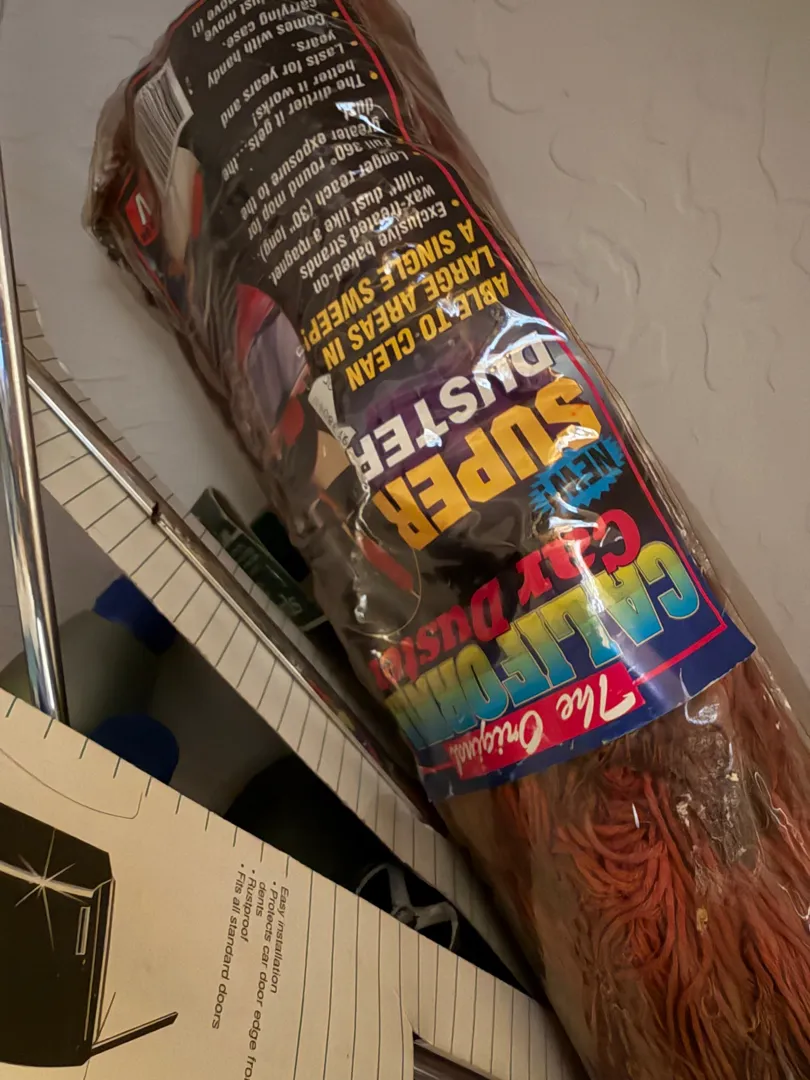 The Original
CALIFORNIA
Car Duster
NEW!
SUPER
DUSTER
ABLE TO CLEAN
LARGE AREAS IN
A SINGLE SWEEP!
• Exclusive baked-on
wax-treated strands
"lift" dust like a magnet.
• Longer reach (30" long).
• Full 360° round mop for
greater exposure to the
dust.
• The dirtier it gets...the
better it works!
• Lasts for years and
years.
• Comes with handy
carrying case.
just move it!
Easy installation
• Protects car door edge from
dents
• Rustproof
• Fits all standard doors